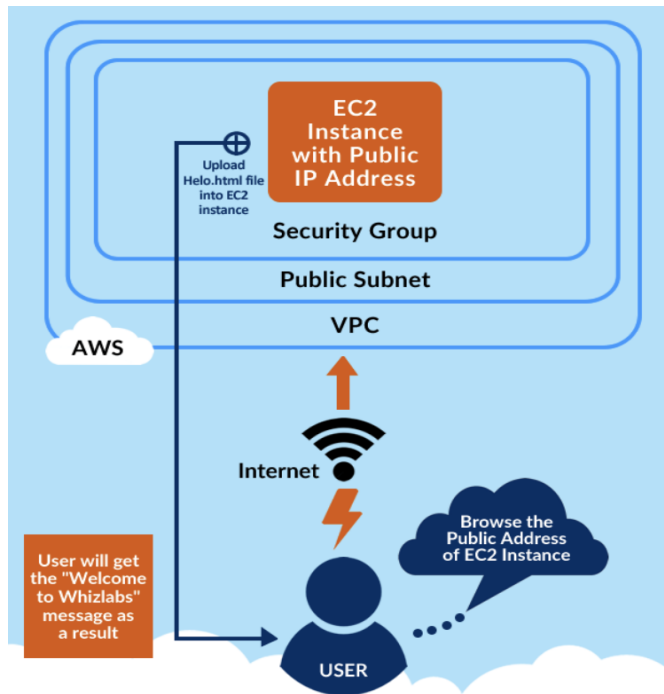 EC2
Instance
with Public
IP Address
Upload
Helo.html file
into EC2
instance
Security Group
Public Subnet
VPC
AWS
Internet
Browse the
Public Address
of EC2 Instance
User will get
the "Welcome
to Whizlabs"
message as
a result
USER